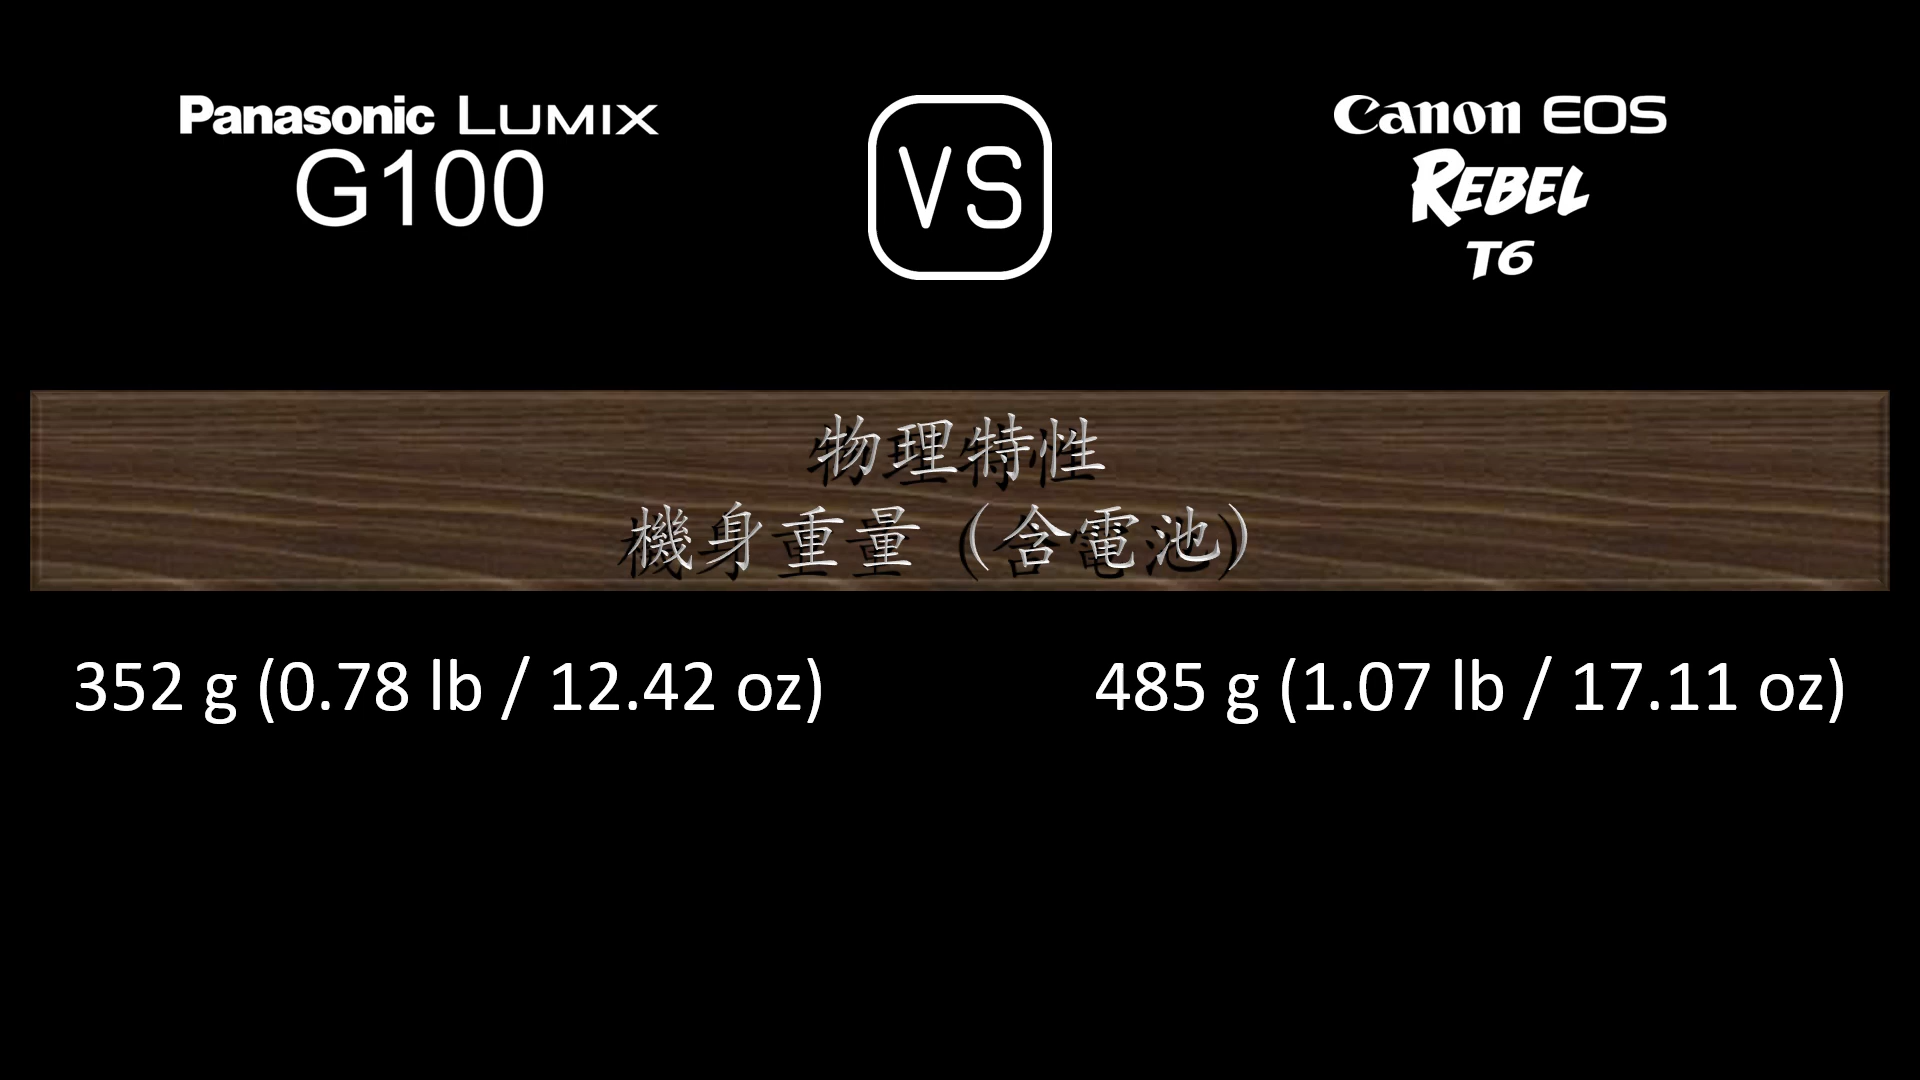 Panasonic LUMIX
G100
VS
Canon EOS
REBEL
T6
物理特性
機身重量 (含電池)
352 g (0.78 lb / 12.42 oz)
485 g (1.07 lb / 17.11 oz)